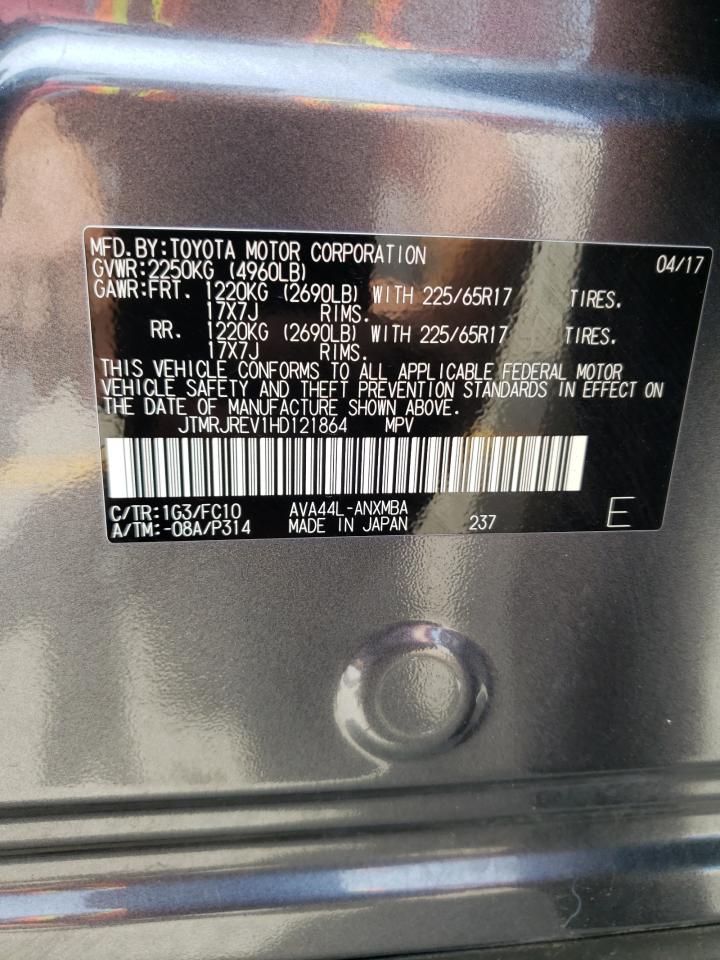 MFD.BY:TOYOTA MOTOR CORPORATION 04/17
GVWR:2250KG (4960LB)
GAWR:FRT. 1220KG (2690LB) WITH 225/65R17 TIRES.
17X7J RIMS.
RR. 1220KG (2690LB) WITH 225/65R17 TIRES.
17X7J RIMS.
THIS VEHICLE CONFORMS TO ALL APPLICABLE FEDERAL MOTOR
VEHICLE SAFETY AND THEFT PREVENTION STANDARDS IN EFFECT ON
THE DATE OF MANUFACTURE SHOWN ABOVE.
JTMRJREV1HD121864 MPV
C/TR:1G3/FC10 AVA44L-ANXMBA
A/TM:-08A/P314 MADE IN JAPAN 237 E